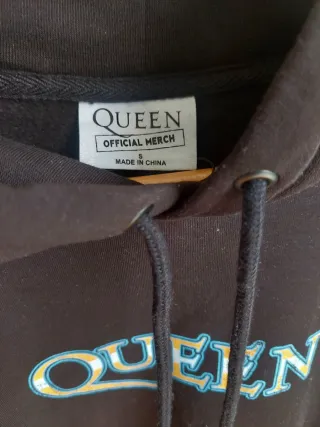 QUEEN
OFFICIAL MERCH
S
MADE IN CHINA
QUEEN